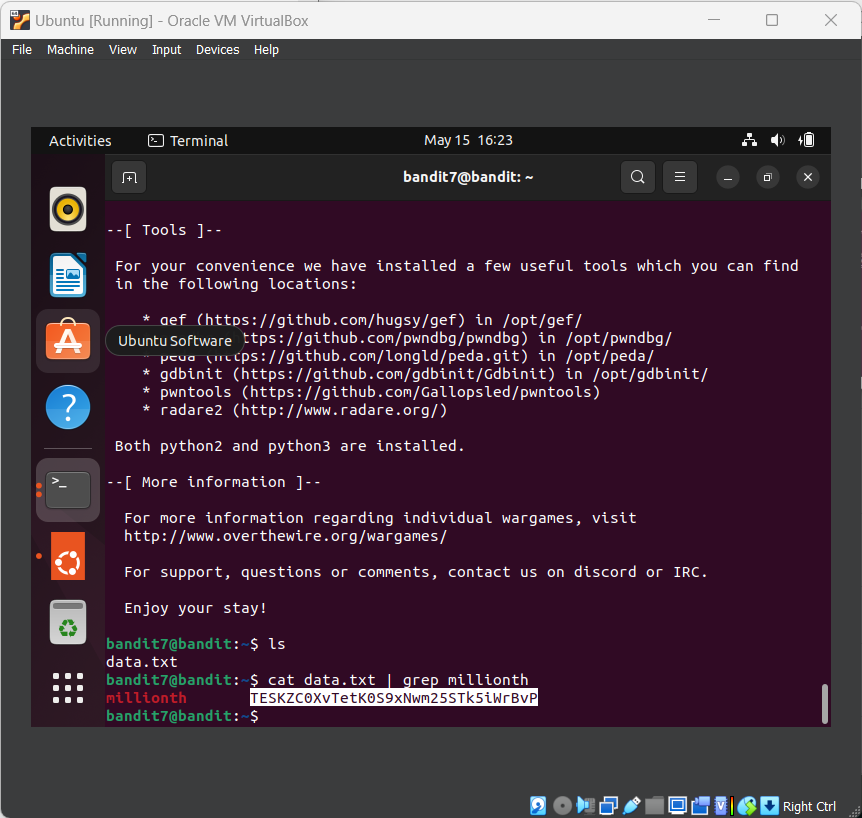 Ubuntu [Running] - Oracle VM VirtualBox
File Machine View Input Devices Help
Activities Terminal May 15 16:23
bandit7@bandit: ~
--[ Tools ]--
For your convenience we have installed a few useful tools which you can find
in the following locations:
* gef (https://github.com/hugsy/gef) in /opt/gef/
ttps://github.com/pwndbg/pwndbg) in /opt/pwndbg/
Ubuntu Software
* peda (https://github.com/longld/peda.git) in /opt/peda/
* gdbinit (https://github.com/gdbinit/Gdbinit) in /opt/gdbinit/
* pwntools (https://github.com/Gallopsled/pwntools)
* radare2 (http://www.radare.org/)
Both python2 and python3 are installed.
--[ More information ]--
For more information regarding individual wargames, visit
http://www.overthewire.org/wargames/
For support, questions or comments, contact us on discord or IRC.
Enjoy your stay!
bandit7@bandit:~$ ls
data.txt
bandit7@bandit:~$ cat data.txt | grep millionth
millionth TESKZC0XvTetK0S9xNwm25STk5iWrBvP
bandit7@bandit:~$
Right Ctrl